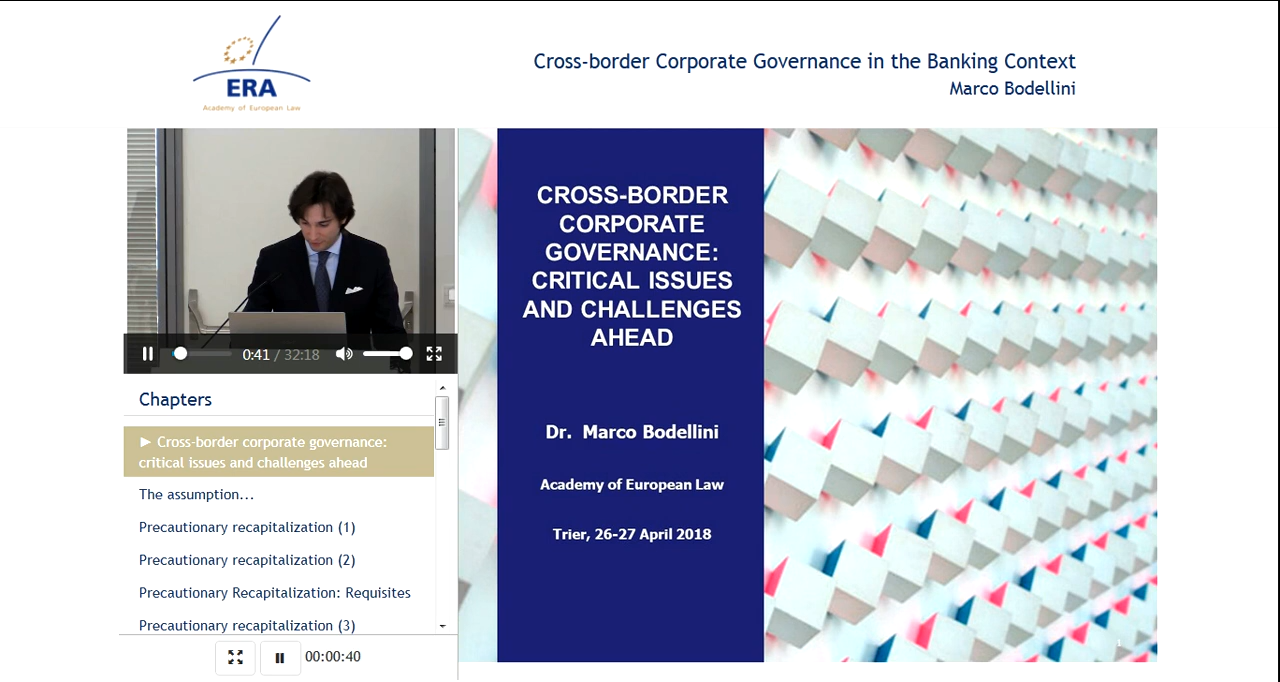 ERA
Academy of European Law
Cross-border Corporate Governance in the Banking Context
Marco Bodellini
0:41 / 32:18
Chapters
► Cross-border corporate governance:
critical issues and challenges ahead
The assumption...
Precautionary recapitalization (1)
Precautionary recapitalization (2)
Precautionary Recapitalization: Requisites
Precautionary recapitalization (3)
00:00:40
CROSS-BORDER
CORPORATE
GOVERNANCE:
CRITICAL ISSUES
AND CHALLENGES
AHEAD
Dr. Marco Bodellini
Academy of European Law
Trier, 26-27 April 2018
1